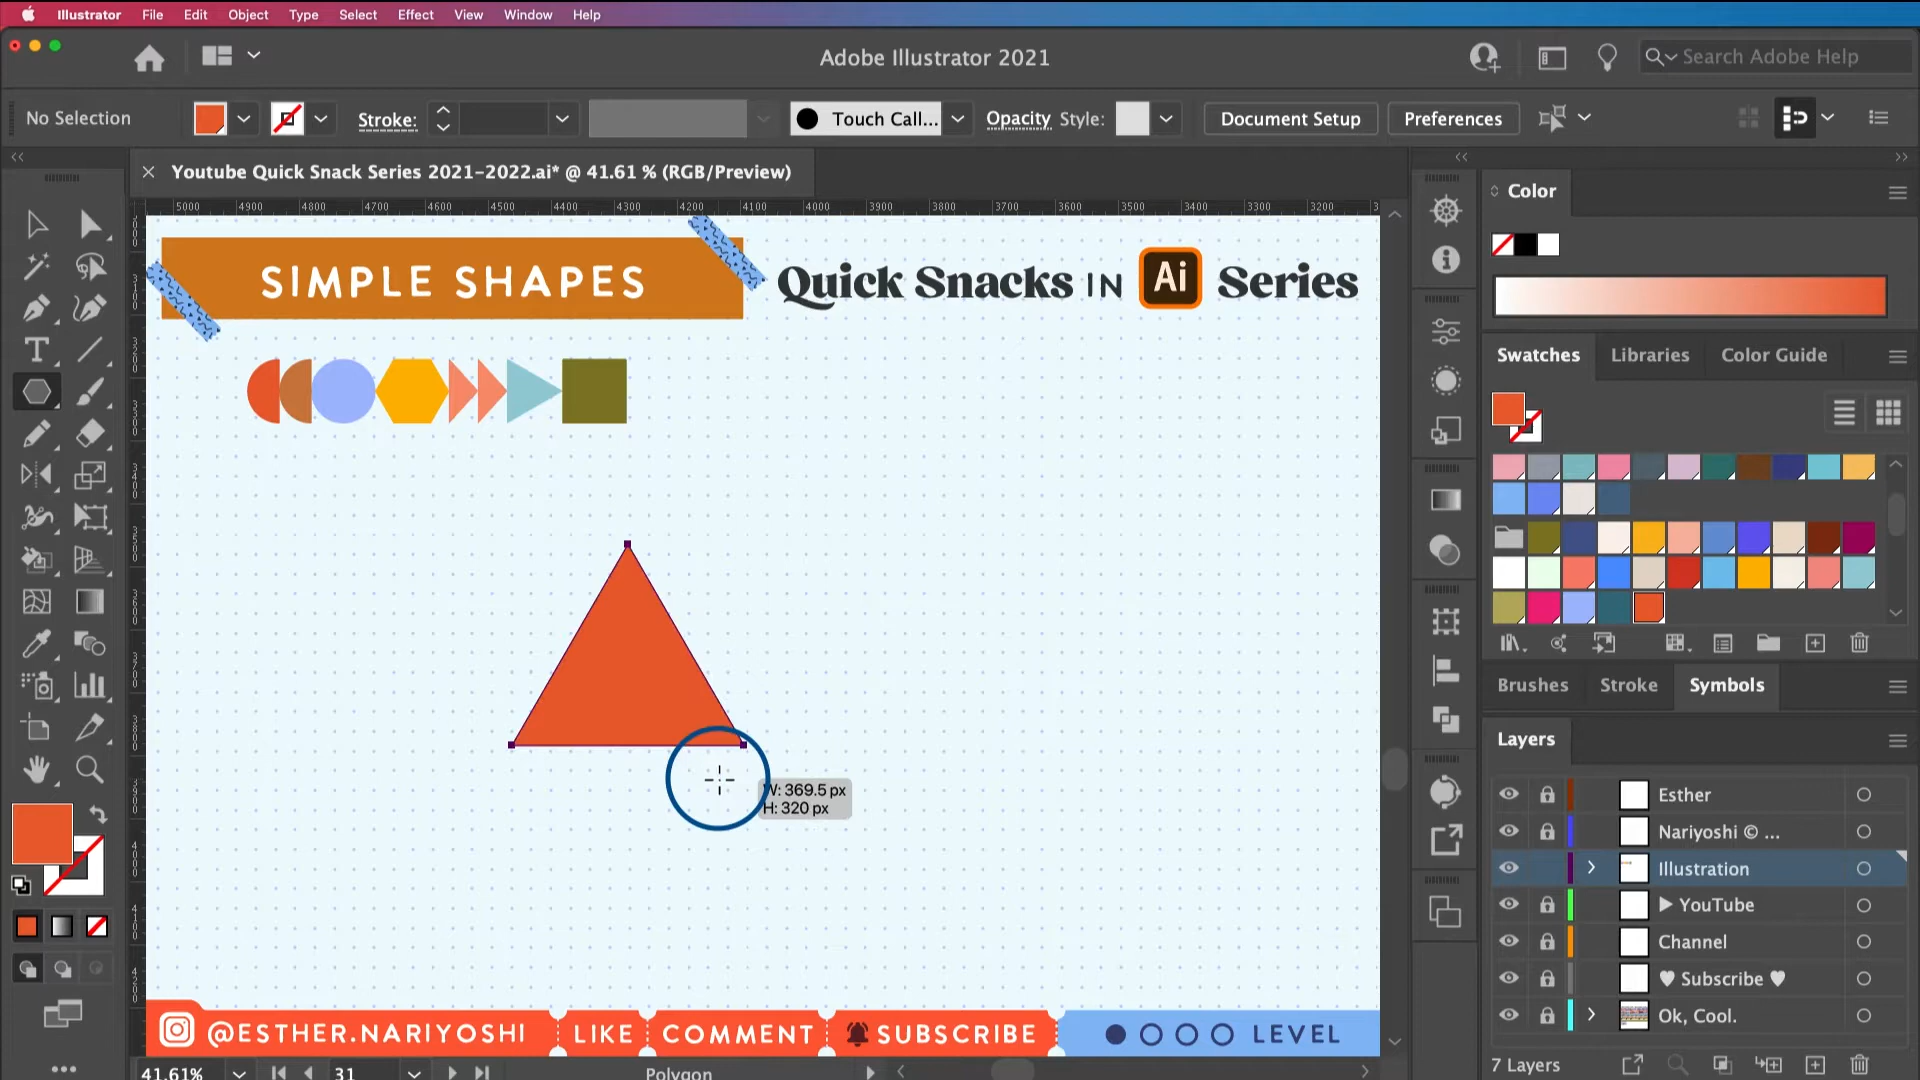 Illustrator File Edit Object Type Select Effect View Window Help
Adobe Illustrator 2021
Search Adobe Help
No Selection
Stroke:
Touch Call...
Opacity Style:
Document Setup
Preferences
Youtube Quick Snack Series 2021-2022.ai* @ 41.61 % (RGB/Preview)
5000 4900 4800 4700 4600 4500 4400 4300 4200 4100 4000 3900 3800 3700 3600 3500 3400 3300 3200
SIMPLE SHAPES
Quick Snacks IN Ai Series
W: 369.5 px
H: 320 px
@ESTHER.NARIYOSHI
LIKE
COMMENT
SUBSCRIBE
LEVEL
41.61%
31
Polygon
Color
Swatches
Libraries
Color Guide
Brushes
Stroke
Symbols
Layers
Esther
Nariyoshi © ...
Illustration
▶ YouTube
Channel
♥ Subscribe ♥
Ok, Cool.
7 Layers